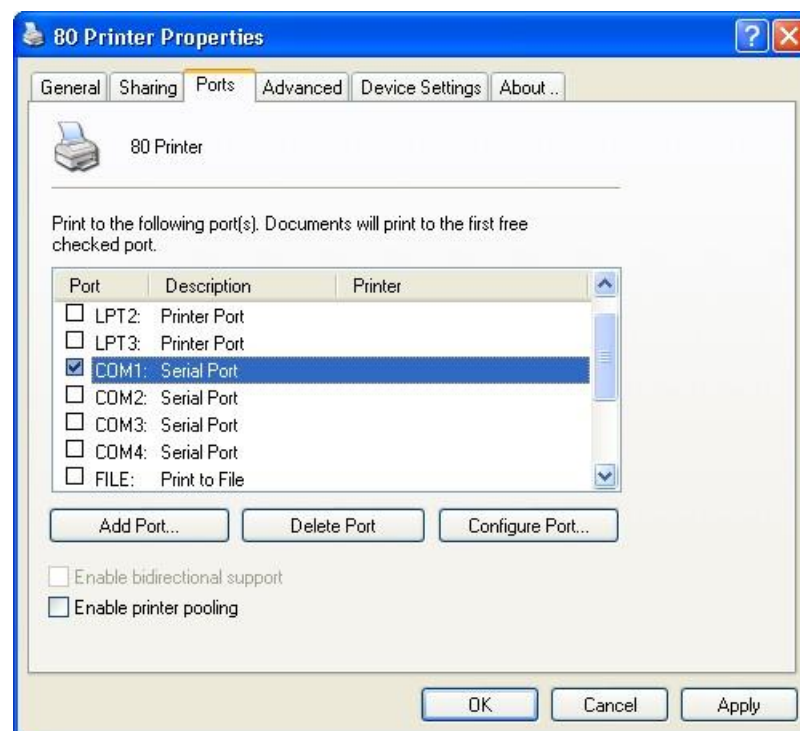 80 Printer Properties
General Sharing Ports Advanced Device Settings About ..
80 Printer
Print to the following port(s). Documents will print to the first free
checked port.
Port Description Printer
LPT2: Printer Port
LPT3: Printer Port
COM1: Serial Port
COM2: Serial Port
COM3: Serial Port
COM4: Serial Port
FILE: Print to File
Add Port... Delete Port Configure Port...
Enable bidirectional support
Enable printer pooling
OK Cancel Apply